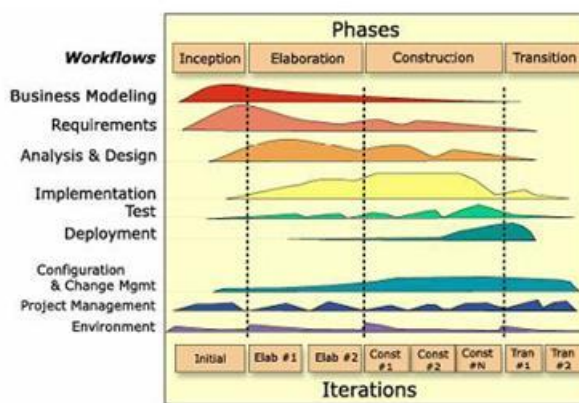 Phases
Workflows Inception Elaboration Construction Transition
Business Modeling
Requirements
Analysis & Design
Implementation
Test
Deployment
Configuration
& Change Mgmt
Project Management
Environment
Initial Elab #1 Elab #2 Const #1 Const #2 Const #N Tran #1 Tran #2
Iterations